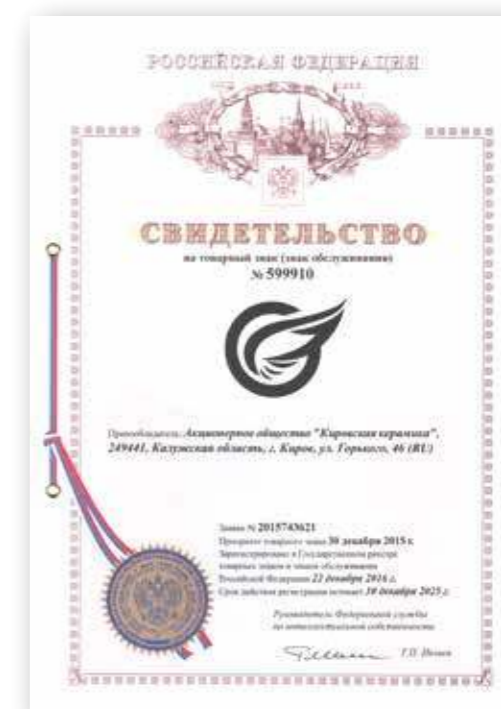 РОССИЙСКАЯ ФЕДЕРАЦИЯ
СВИДЕТЕЛЬСТВО
на товарный знак (знак обслуживания)
№ 599910
Правообладатель: Акционерное общество "Кировская керамика",
249441, Калужская область, г. Киров, ул. Горького, 46 (RU)
Заявка № 2015743621
Приоритет товарного знака 30 декабря 2015 г.
Зарегистрировано в Государственном реестре
товарных знаков и знаков обслуживания
Российской Федерации 22 декабря 2016 г.
Срок действия регистрации истекает 30 декабря 2025 г.
Руководитель Федеральной службы
по интеллектуальной собственности
Г.П. Ивлиев